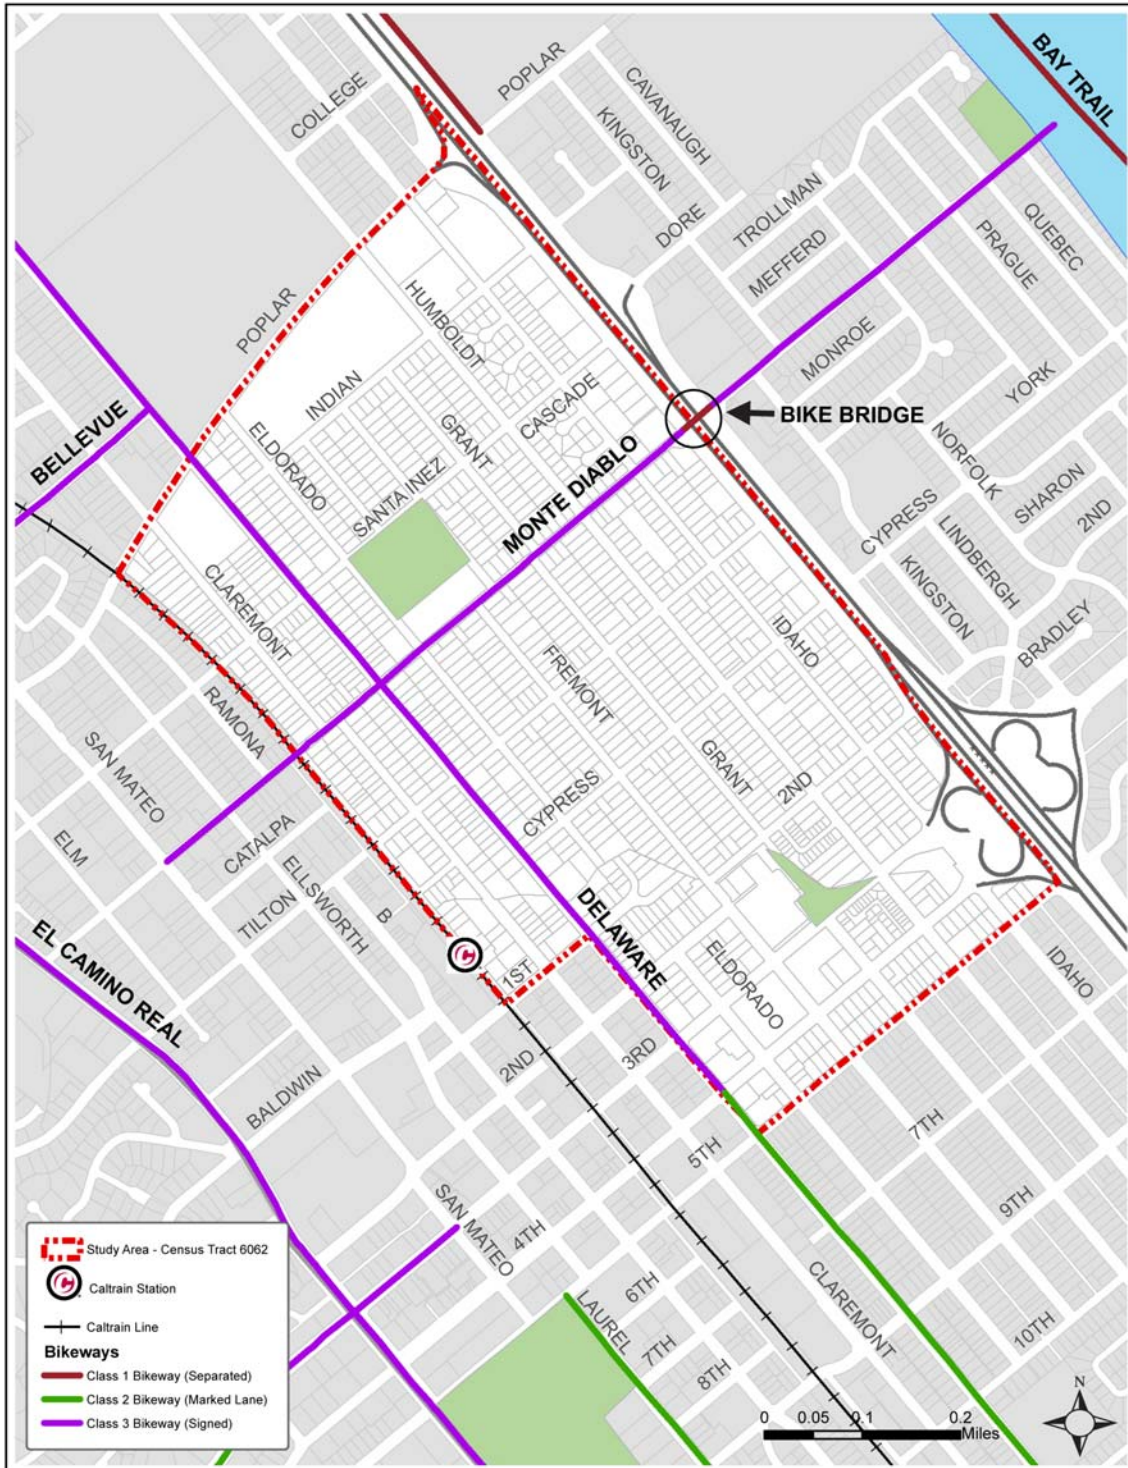 BAY TRAIL
POPLAR
COLLEGE
CAVANAUGH
KINGSTON
DORE
TROLLMAN
MEFFERD
QUEBEC
PRAGUE
POPLAR
HUMBOLDT
MONROE
YORK
INDIAN
CASCADE
BIKE BRIDGE
BELLEVUE
ELDORADO
GRANT
NORFOLK
SANTA INEZ
MONTE DIABLO
SHARON
CYPRESS
2ND
LINDBERGH
KINGSTON
CLAREMONT
IDAHO
BRADLEY
FREMONT
RAMONA
SAN MATEO
GRANT
2ND
CYPRESS
CATALPA
ELM
ELLSWORTH
TILTON
B
DELAWARE
EL CAMINO REAL
C
1ST
ELDORADO
IDAHO
2ND
3RD
BALDWIN
7TH
5TH
9TH
SAN MATEO
4TH
CLAREMONT
6TH
LAUREL
7TH
8TH
10TH
Study Area - Census Tract 6062
C
Caltrain Station
Caltrain Line
Bikeways
Class 1 Bikeway (Separated)
Class 2 Bikeway (Marked Lane)
Class 3 Bikeway (Signed)
0 0.05 0.1 0.2
Miles
N